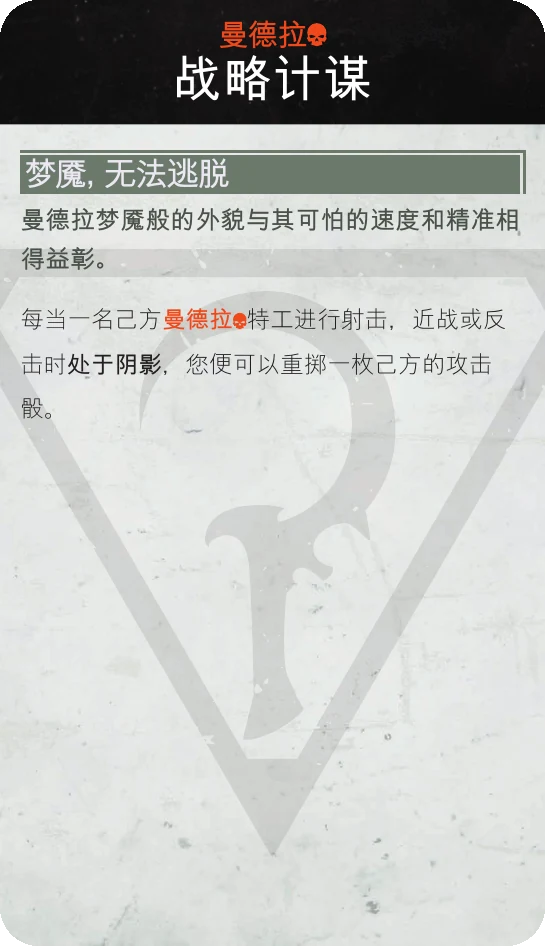 曼德拉
战略计谋
梦魇, 无法逃脱
曼德拉梦魇般的外貌与其可怕的速度和精准相
得益彰。
每当一名己方曼德拉特工进行射击，近战或反
击时处于阴影，您便可以重掷一枚己方的攻击
骰。